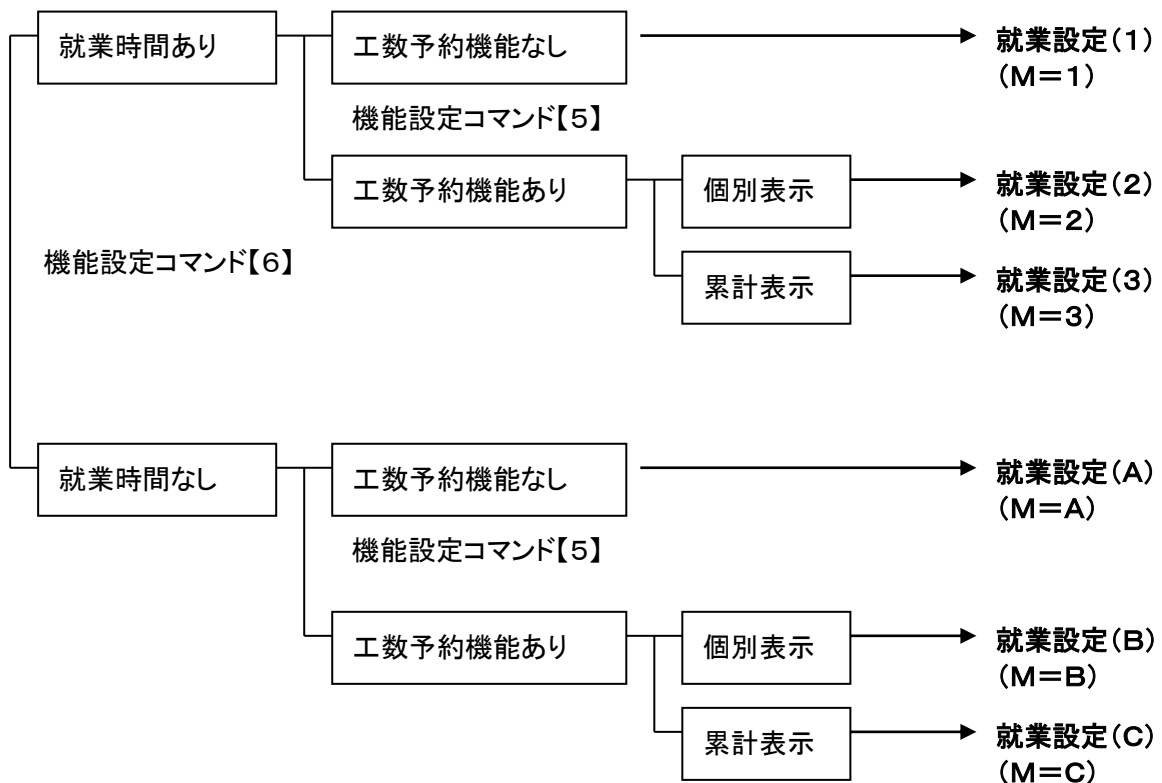 就業時間あり
工数予約機能なし
就業設定(1)
(M=1)
機能設定コマンド【5】
工数予約機能あり
個別表示
就業設定(2)
(M=2)
機能設定コマンド【6】
累計表示
就業設定(3)
(M=3)
就業時間なし
工数予約機能なし
就業設定(A)
(M=A)
機能設定コマンド【5】
工数予約機能あり
個別表示
就業設定(B)
(M=B)
累計表示
就業設定(C)
(M=C)